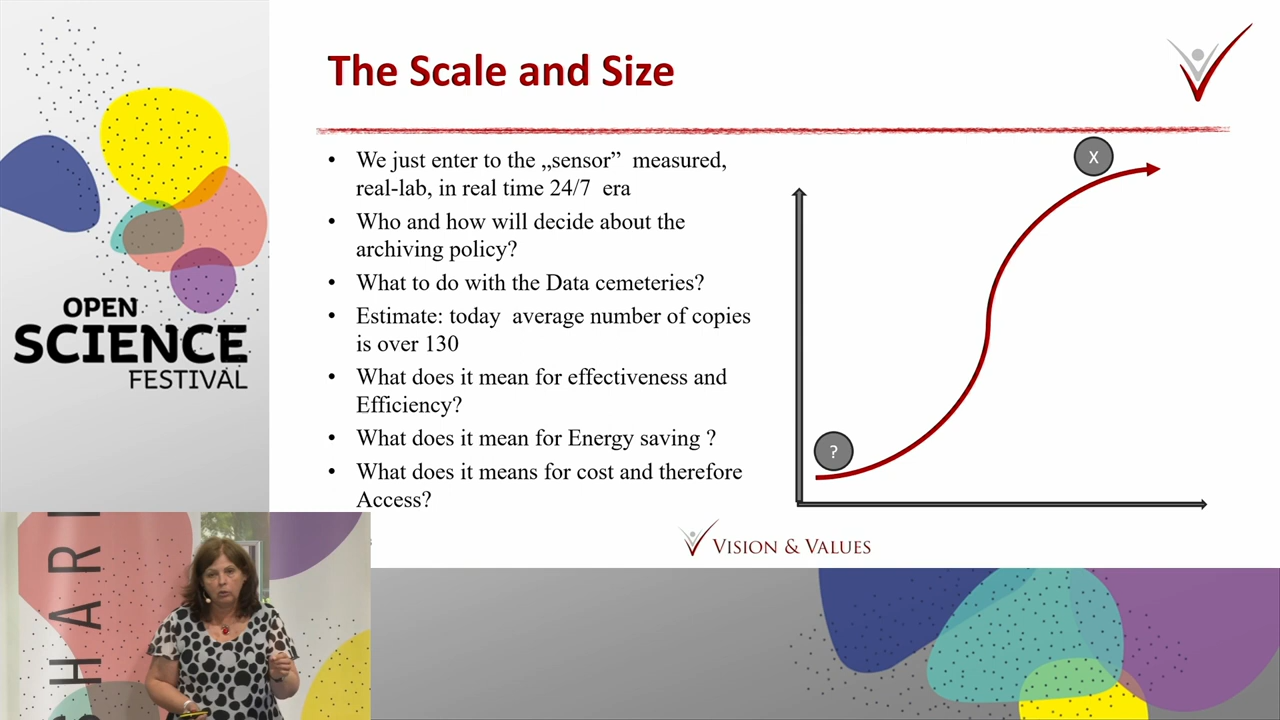 OPEN
SCIENCE
FESTIVAL
The Scale and Size
• We just enter to the „sensor” measured,
real-lab, in real time 24/7 era
• Who and how will decide about the
archiving policy?
• What to do with the Data cemeteries?
• Estimate: today average number of copies
is over 130
• What does it mean for effectiveness and
Efficiency?
• What does it mean for Energy saving ?
• What does it means for cost and therefore
Access?
X
?
VISION & VALUES
HAR